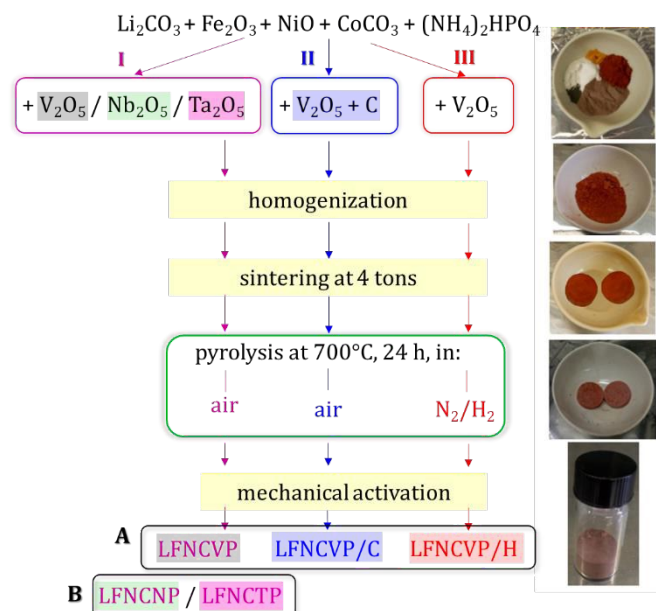 Li₂CO₃ + Fe₂O₃ + NiO + CoCO₃ + (NH₄)₂HPO₄
I II III
+ V₂O₅ / Nb₂O₅ / Ta₂O₅ + V₂O₅ + C + V₂O₅
homogenization
sintering at 4 tons
pyrolysis at 700°C, 24 h, in:
air air N₂/H₂
mechanical activation
A LFNCVP LFNCVP/C LFNCVP/H
B LFNCNP / LFNCTP